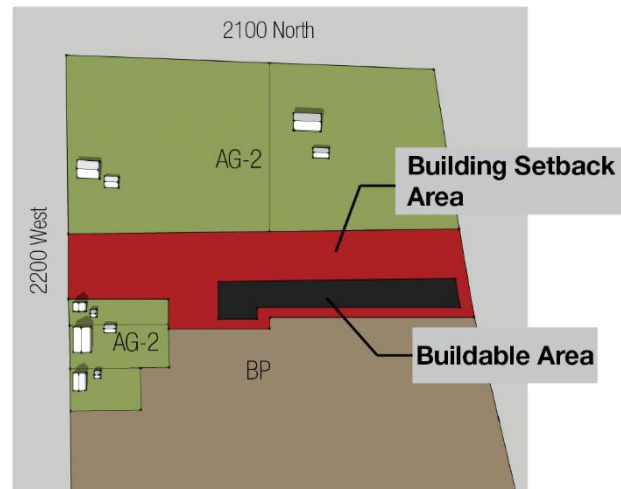 2100 North
AG-2
Building Setback
Area
2200 West
AG-2
Buildable Area
BP